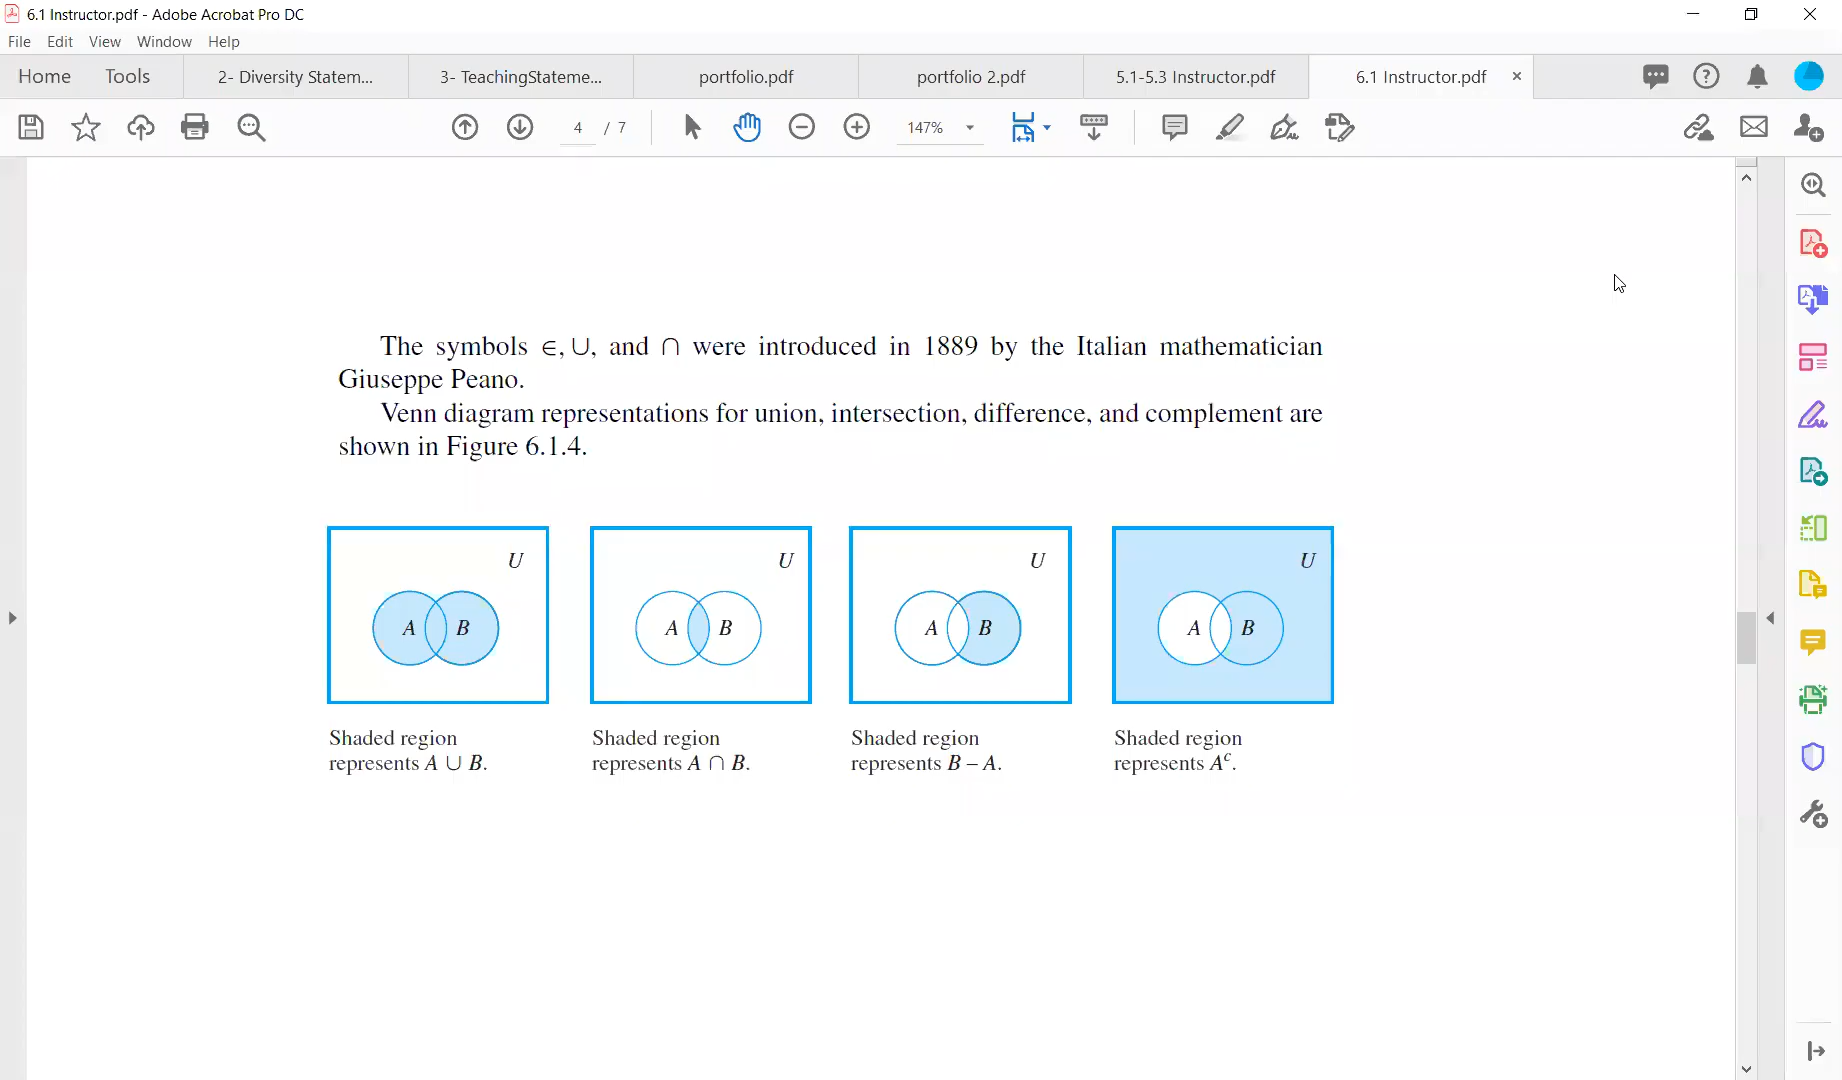 6.1 Instructor.pdf - Adobe Acrobat Pro DC
File Edit View Window Help
Home Tools 2- Diversity Statem... 3- TeachingStateme... portfolio.pdf portfolio 2.pdf 5.1-5.3 Instructor.pdf 6.1 Instructor.pdf ×
4 / 7 147%
The symbols ∈, ∪, and ∩ were introduced in 1889 by the Italian mathematician
Giuseppe Peano.
Venn diagram representations for union, intersection, difference, and complement are
shown in Figure 6.1.4.
U U U U
A B A B A B A B
Shaded region
represents A ∪ B.
Shaded region
represents A ∩ B.
Shaded region
represents B – A.
Shaded region
represents Aᶜ.